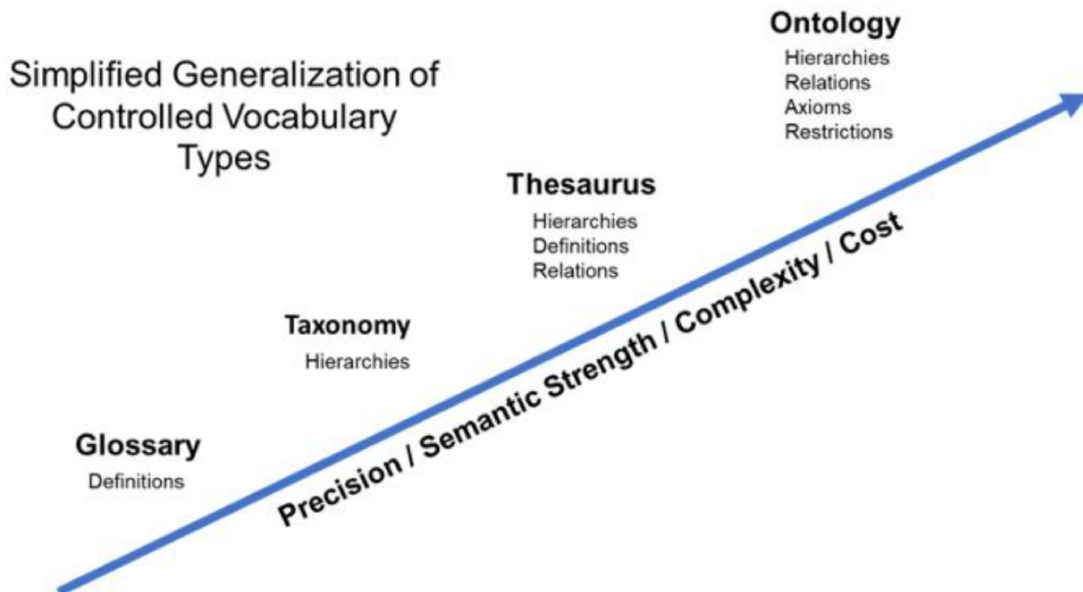 Simplified Generalization of
Controlled Vocabulary
Types
Ontology
Hierarchies
Relations
Axioms
Restrictions
Thesaurus
Hierarchies
Definitions
Relations
Taxonomy
Hierarchies
Glossary
Definitions
Precision / Semantic Strength / Complexity / Cost